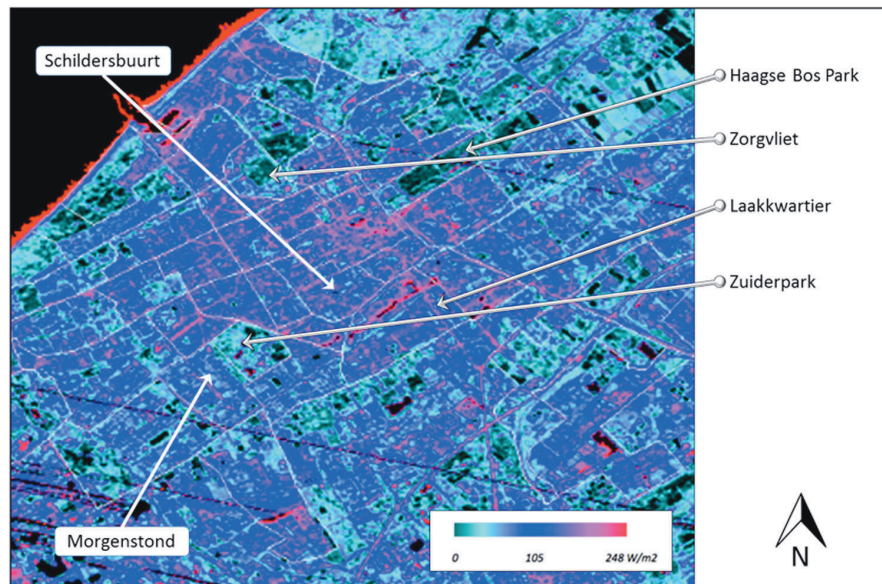 Schildersbuurt
Haagse Bos Park
Zorgvliet
Laakkwartier
Zuiderpark
Morgenstond
0 105 248 W/m2
N